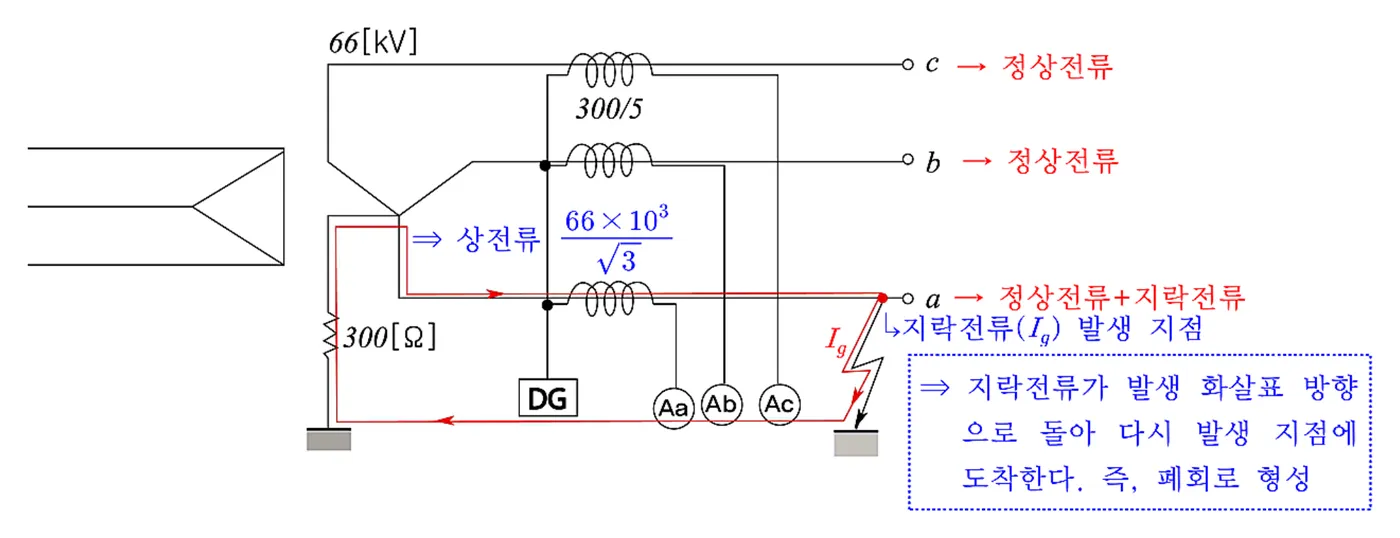 66[kV]
c → 정상전류
300/5
b → 정상전류
⇒ 상전류 66×10³/√3
a → 정상전류+지락전류
↳지락전류(I_g) 발생 지점
300[Ω]
I_g
DG
Aa
Ab
Ac
⇒ 지락전류가 발생 화살표 방향
으로 돌아 다시 발생 지점에
도착한다. 즉, 폐회로 형성